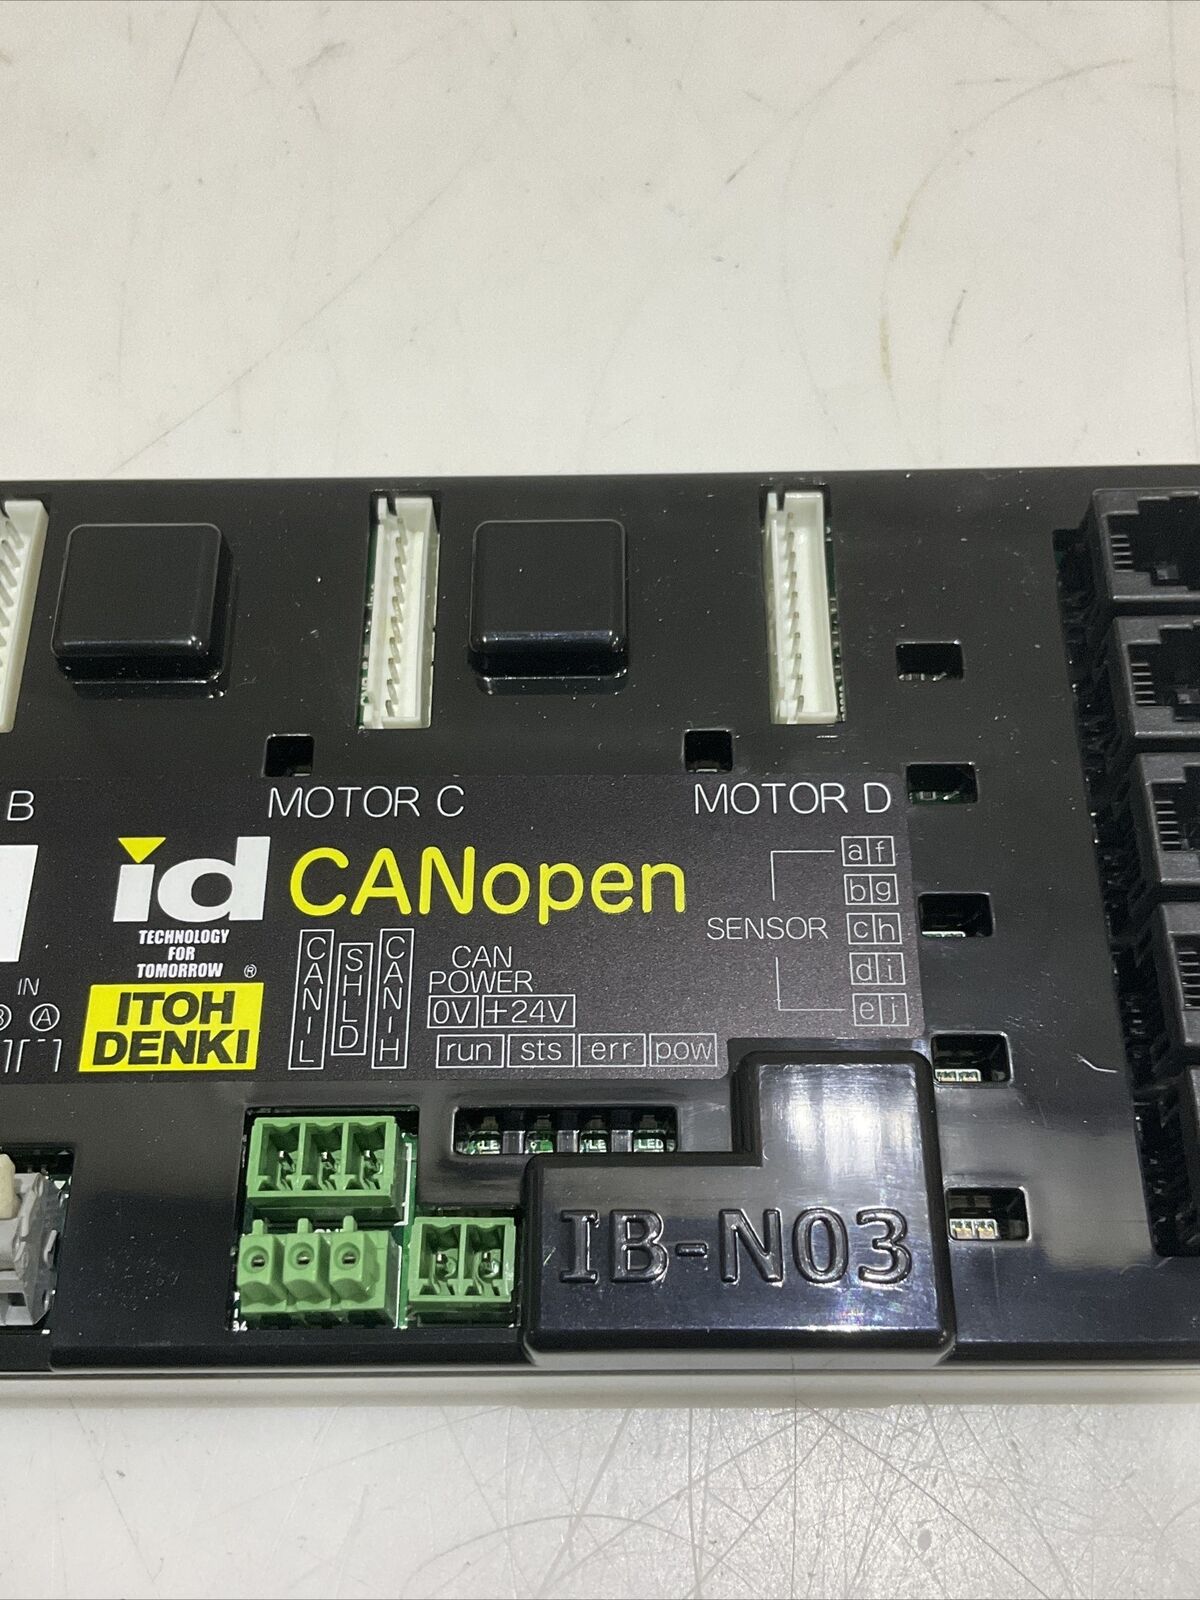 B
MOTOR C
MOTOR D
id
CANopen
TECHNOLOGY
FOR
TOMORROW ®
ITOH
DENKI
IN
A
CAN-L
SHLD
CAN-H
CAN
POWER
0V +24V
run sts err pow
SENSOR
a f
b g
c h
d i
e j
LED
IB-N03